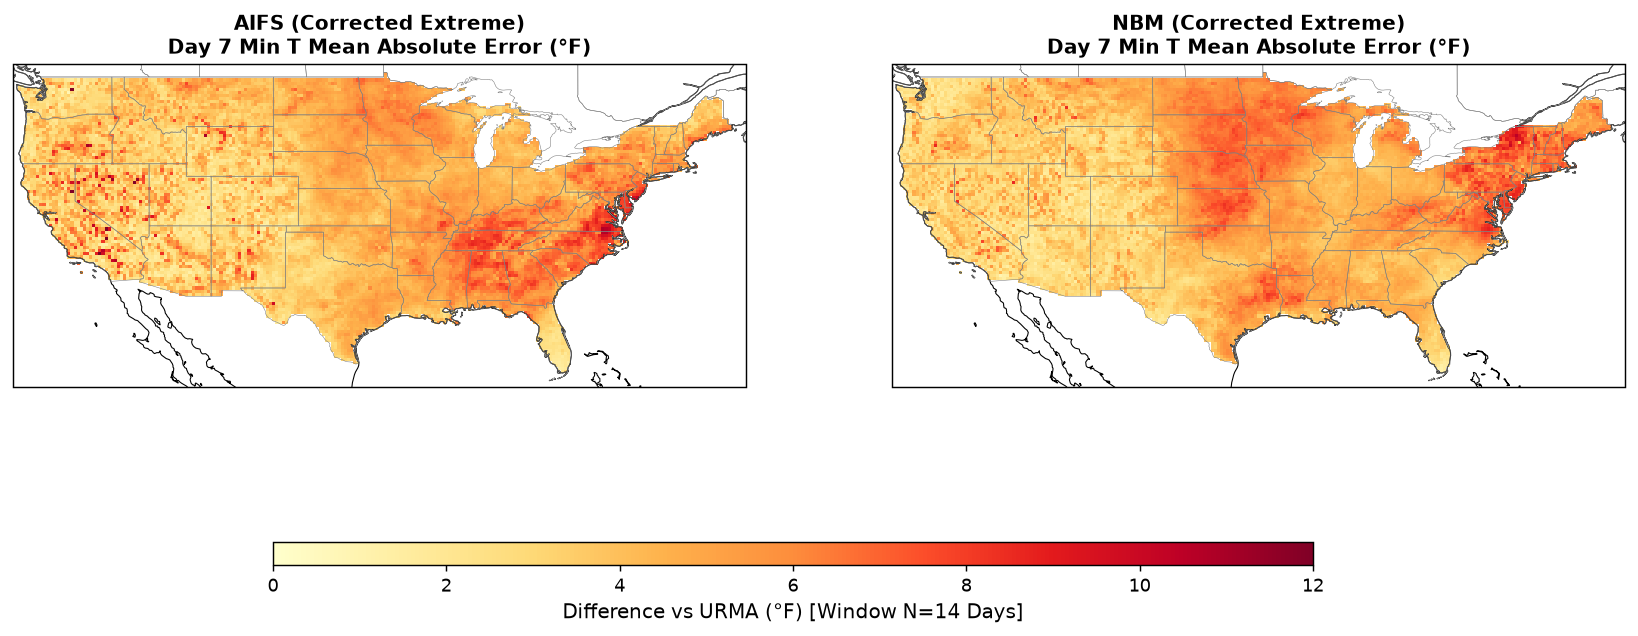 AIFS (Corrected Extreme)
Day 7 Min T Mean Absolute Error (°F)
NBM (Corrected Extreme)
Day 7 Min T Mean Absolute Error (°F)
0 2 4 6 8 10 12
Difference vs URMA (°F) [Window N=14 Days]